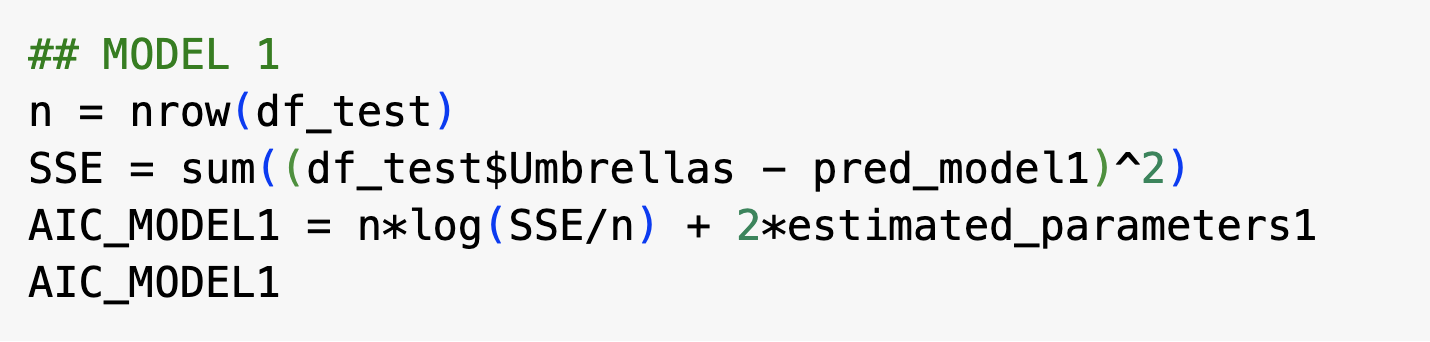 ## MODEL 1
n = nrow(df_test)
SSE = sum((df_test$Umbrellas - pred_model1)^2)
AIC_MODEL1 = n*log(SSE/n) + 2*estimated_parameters1
AIC_MODEL1